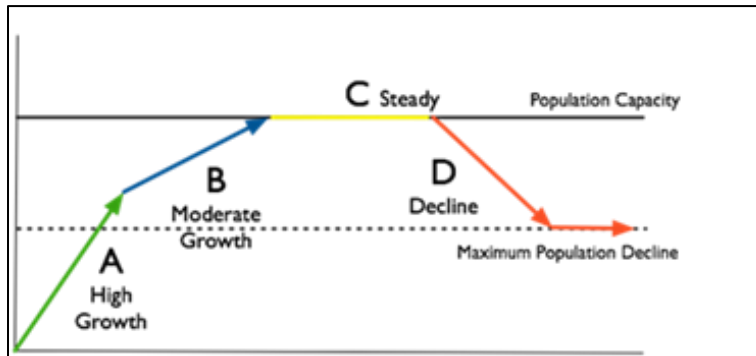 C Steady
Population Capacity
B
Moderate
Growth
D
Decline
A
High
Growth
Maximum Population Decline